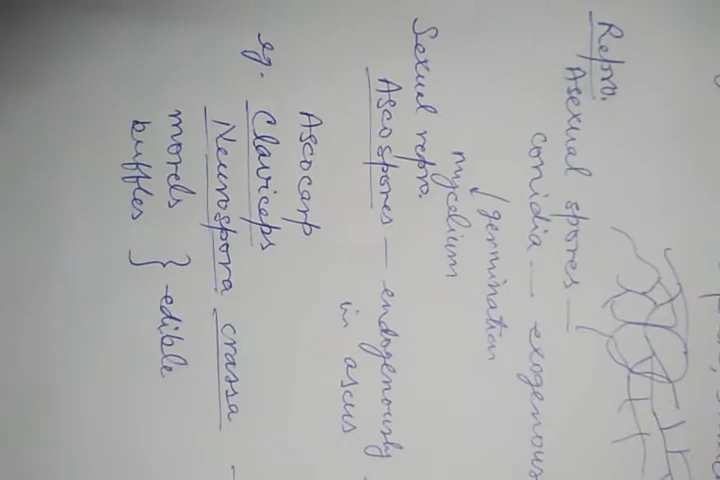 Repro.
Asexual spores —
conidia — exogenous
↓ germination
mycelium
Sexual repro.
Ascospores — endogenously
in ascus
Ascocarp
eg. Claviceps
Neurospora crassa —
morels
buffles } edible